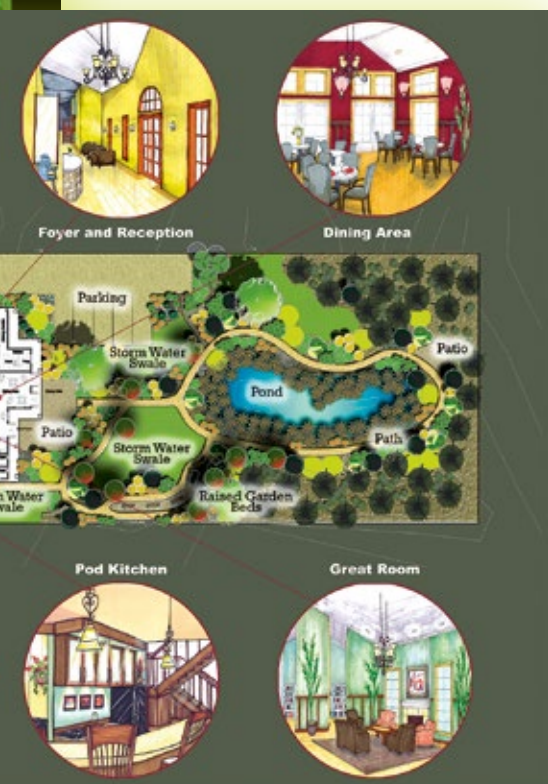 Foyer and Reception
Dining Area
Parking
Storm Water
Swale
Patio
Pond
Patio
Storm Water
Swale
Path
Water
Raised Garden
Beds
Pod Kitchen
Great Room